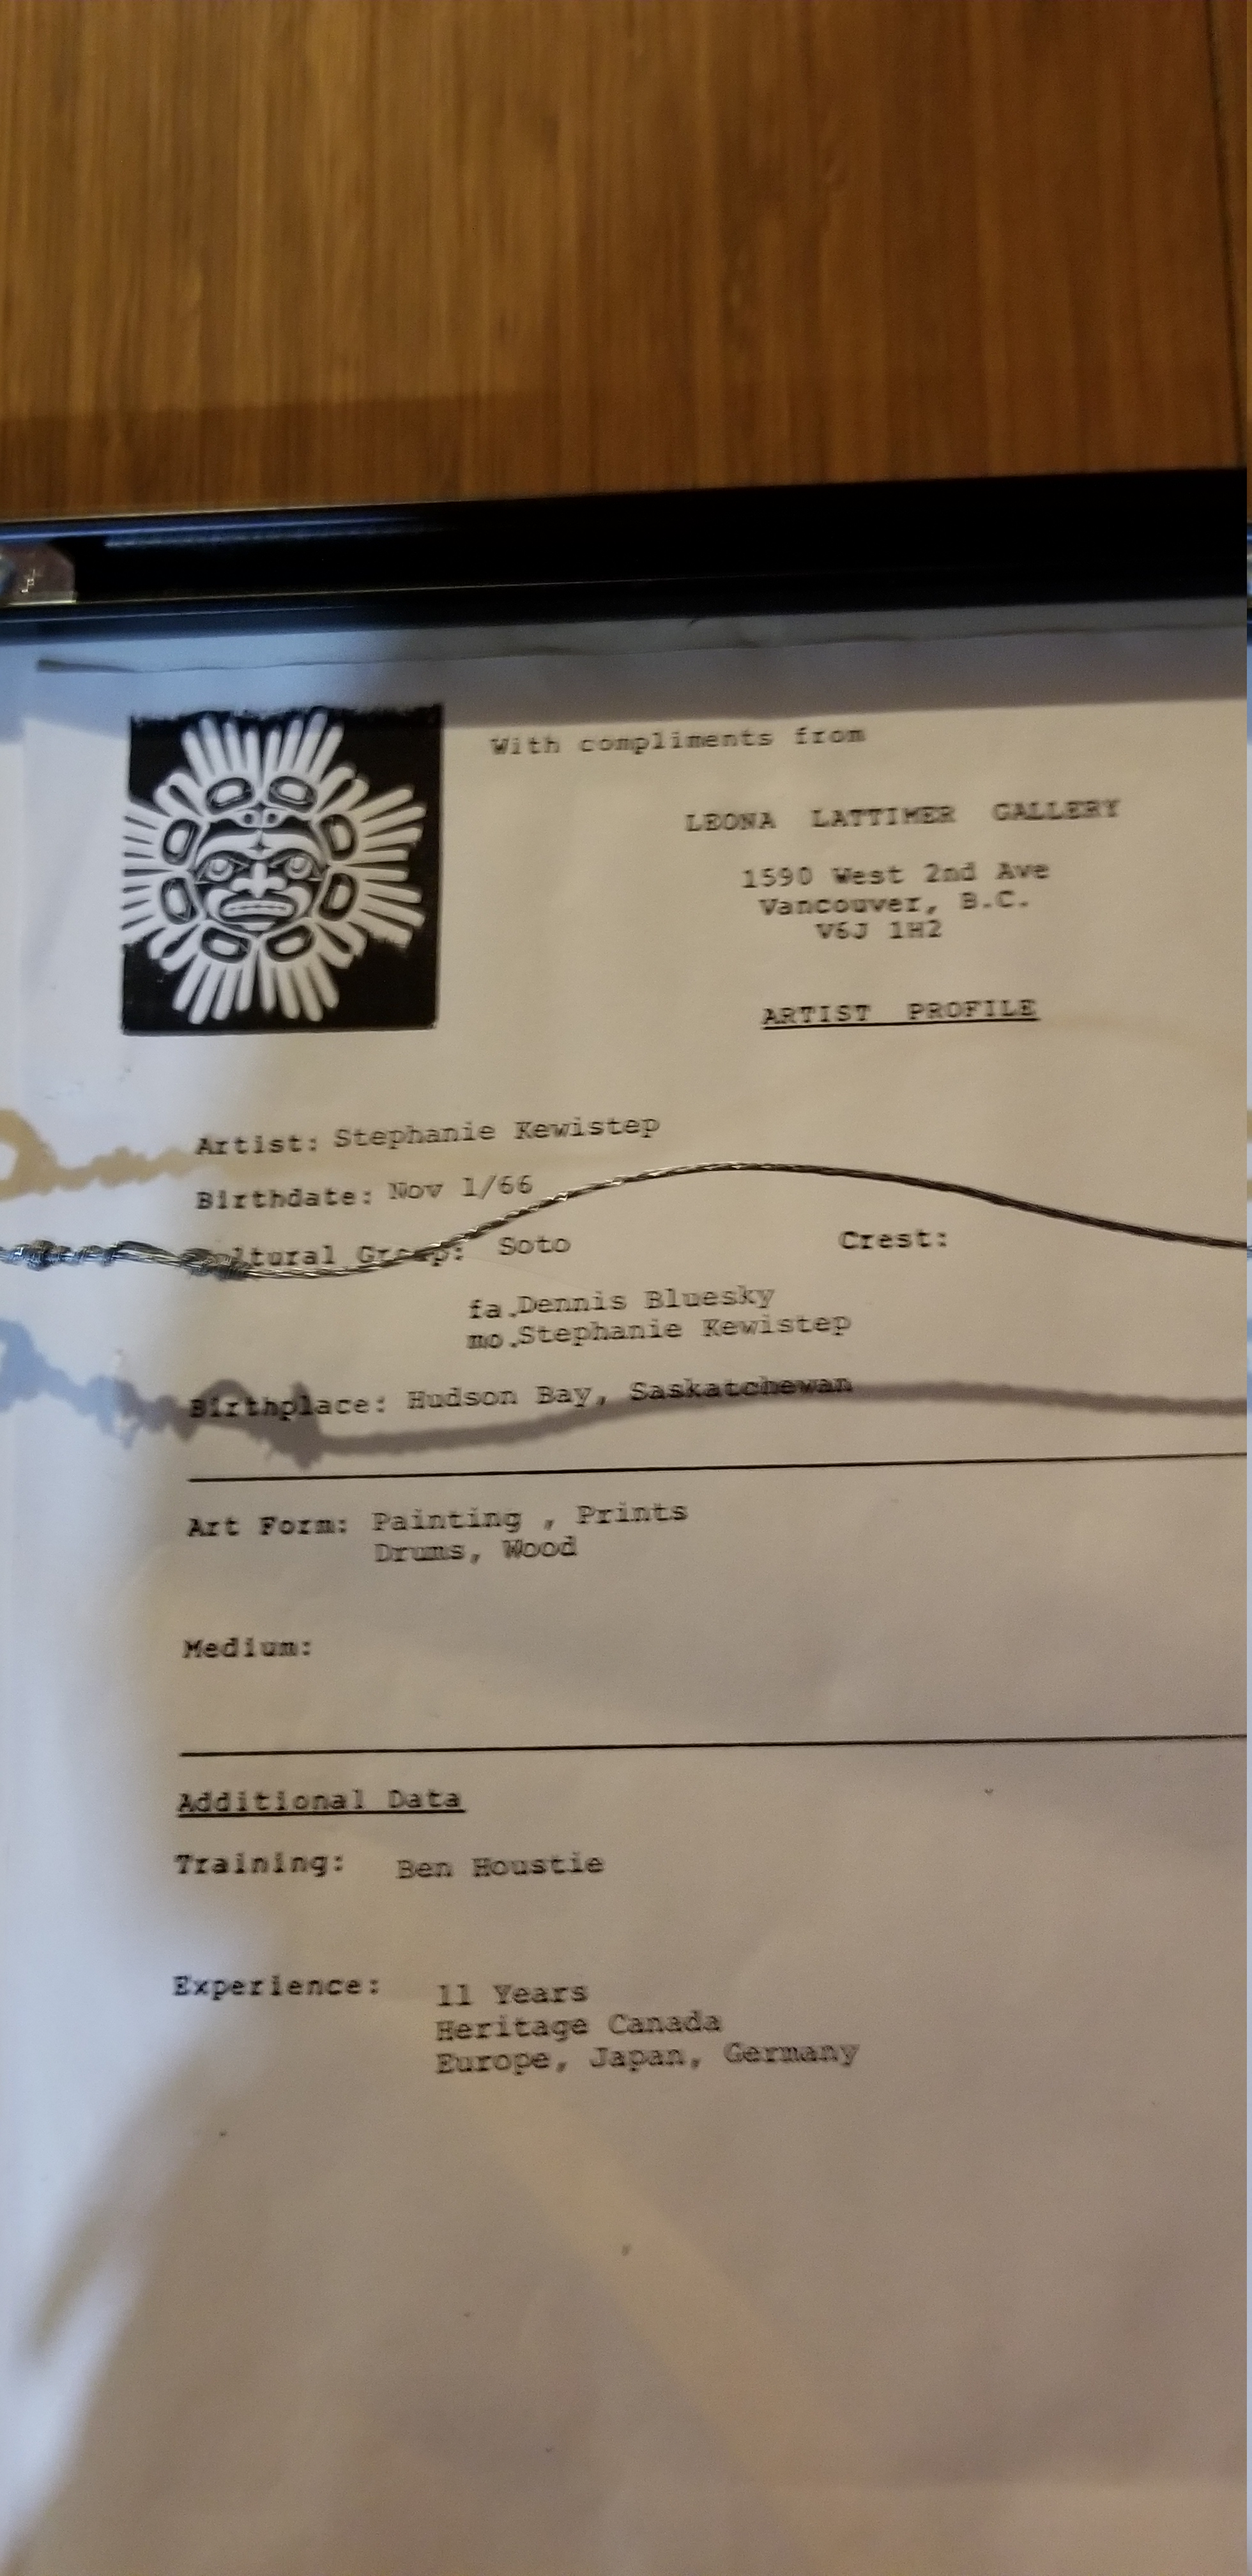 With compliments from
LEONA LATTIMER GALLERY
1590 West 2nd Ave
Vancouver, B.C.
V6J 1H2
ARTIST PROFILE
Artist: Stephanie Kewistep
Birthdate: Nov 1/66
Cultural Group: Soto Crest:
fa.Dennis Bluesky
mo.Stephanie Kewistep
Birthplace: Hudson Bay, Saskatchewan
Art Form: Painting , Prints
Drums, Wood
Medium:
Additional Data
Training: Ben Houstie
Experience: 11 Years
Heritage Canada
Europe, Japan, Germany